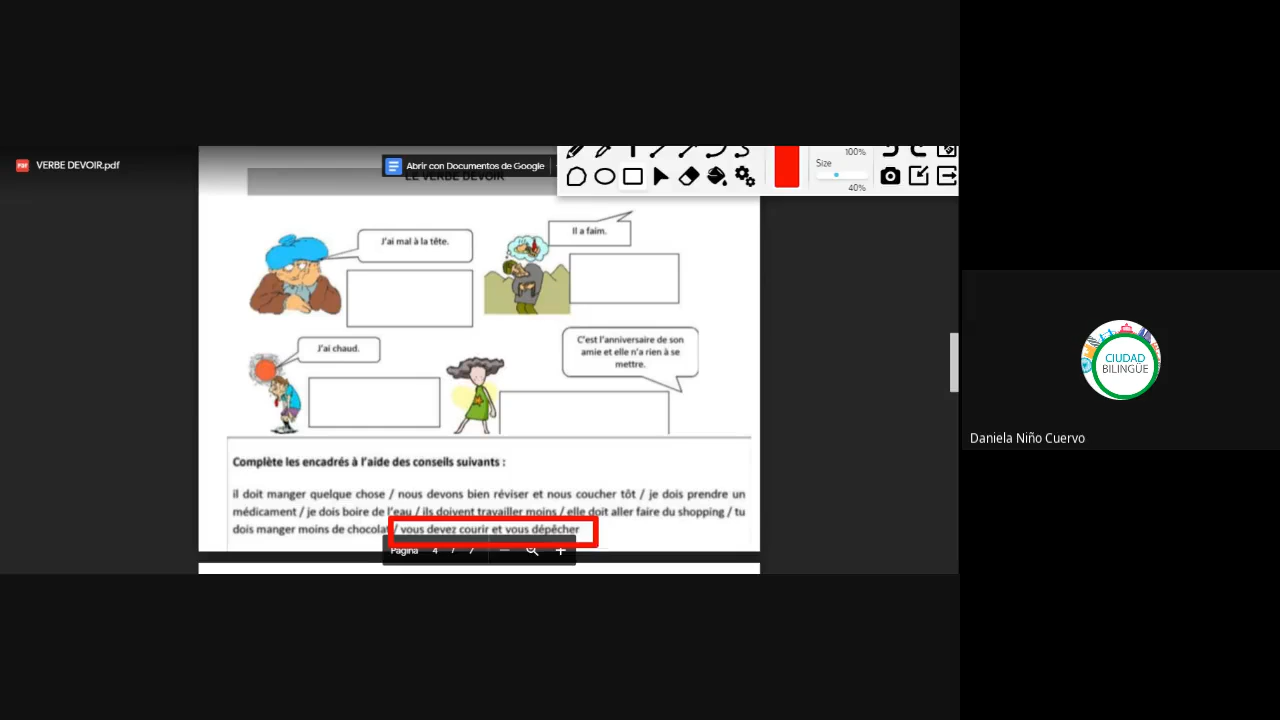 VERBE DEVOIR.pdf
Abrir con Documentos de Google
LE VERBE DEVOIR
100%
Size
40%
J'ai mal à la tête.
Il a faim.
J'ai chaud.
C'est l'anniversaire de son
amie et elle n'a rien à se
mettre.
Complète les encadrés à l'aide des conseils suivants :
il doit manger quelque chose / nous devons bien réviser et nous coucher tôt / je dois prendre un
médicament / je dois boire de l'eau / ils doivent travailler moins / elle doit aller faire du shopping / tu
dois manger moins de chocolat / vous devez courir et vous dépêcher
Página 4 / 7
CIUDAD
BILINGÜE
Daniela Niño Cuervo